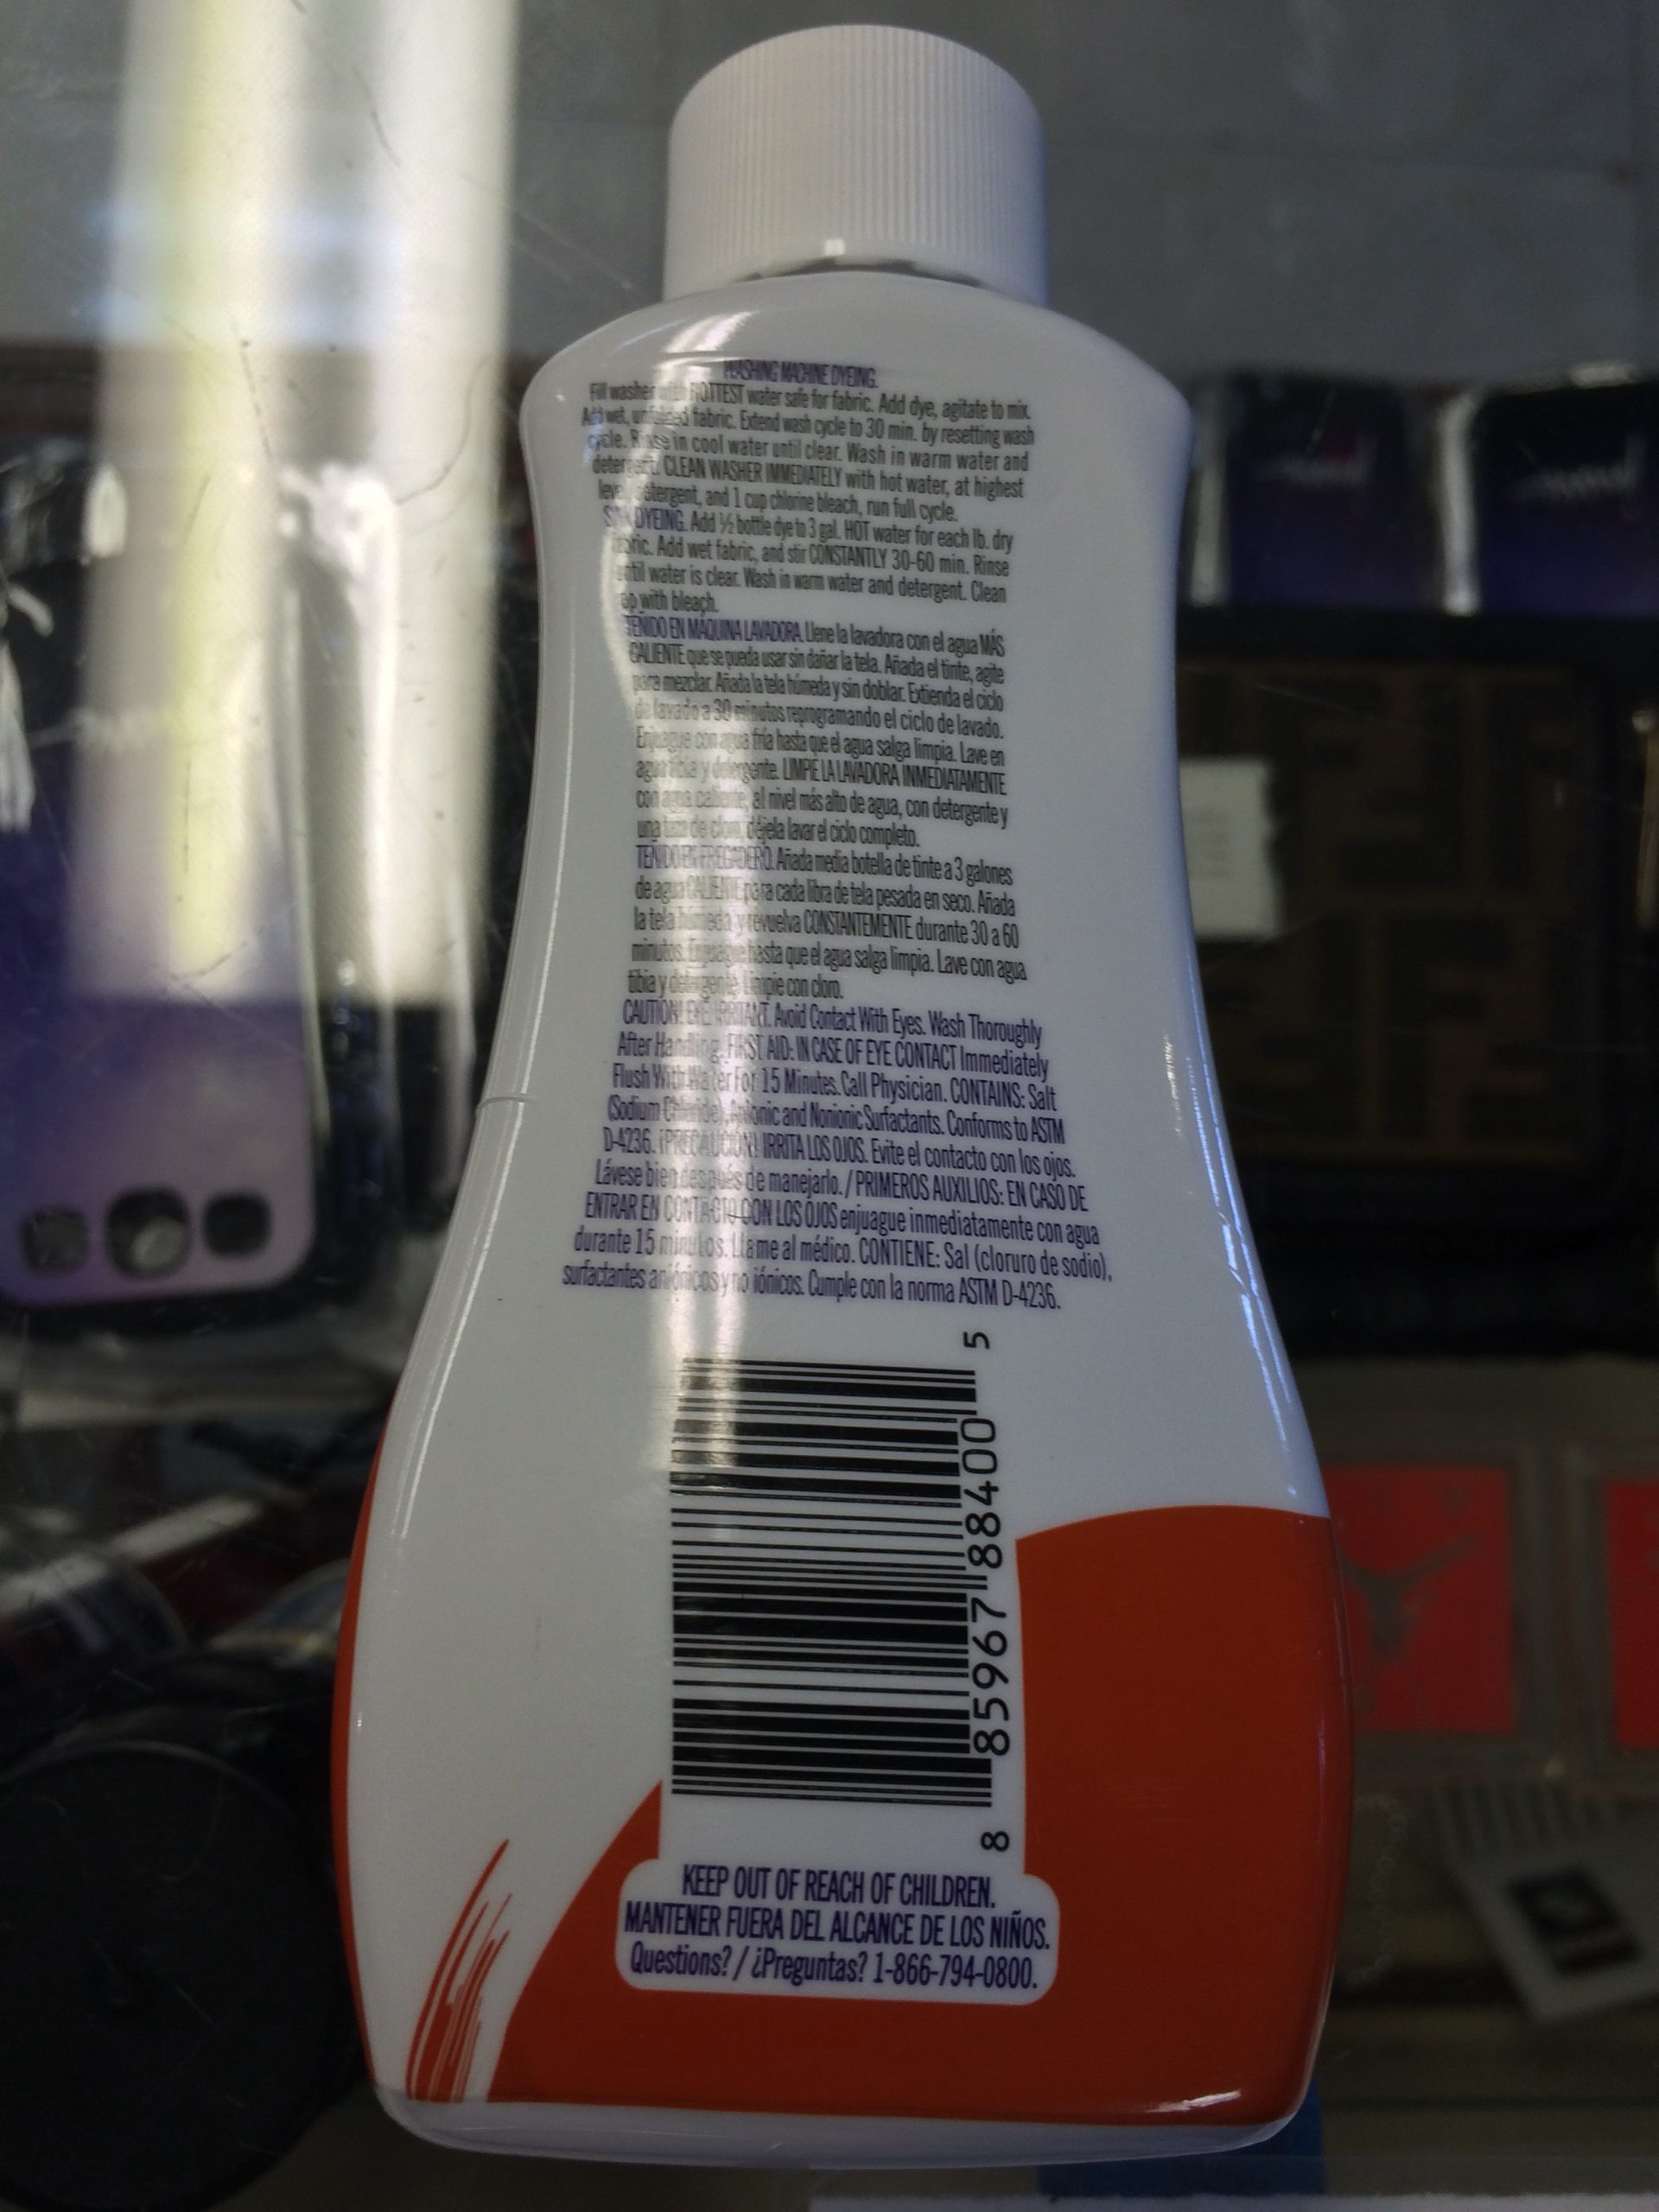 WASHING MACHINE DYEING.
Fill washer with HOTTEST water safe for fabric. Add dye, agitate to mix.
Add wet, unfolded fabric. Extend wash cycle to 30 min. by resetting wash
cycle. Rinse in cool water until clear. Wash in warm water and
detergent. CLEAN WASHER IMMEDIATELY with hot water, at highest
level, detergent, and 1 cup chlorine bleach, run full cycle.
SINK DYEING. Add ½ bottle dye to 3 gal. HOT water for each lb. dry
fabric. Add wet fabric, and stir CONSTANTLY 30-60 min. Rinse
until water is clear. Wash in warm water and detergent. Clean
up with bleach.
TEÑIDO EN MÁQUINA LAVADORA. Llene la lavadora con el agua MÁS
CALIENTE que se pueda usar sin dañar la tela. Añada el tinte, agite
para mezclar. Añada la tela húmeda y sin doblar. Extienda el ciclo
de lavado a 30 minutos reprogramando el ciclo de lavado.
Enjuague con agua fría hasta que el agua salga limpia. Lave en
agua tibia y detergente. LIMPIE LA LAVADORA INMEDIATAMENTE
con agua caliente, al nivel más alto de agua, con detergente y
una taza de cloro, déjela lavar el ciclo completo.
TEÑIDO EN FREGADERO. Añada media botella de tinte a 3 galones
de agua CALIENTE para cada libra de tela pesada en seco. Añada
la tela húmeda y revuelva CONSTANTEMENTE durante 30 a 60
minutos. Enjuague hasta que el agua salga limpia. Lave con agua
tibia y detergente. Limpie con cloro.
CAUTION! EYE IRRITANT. Avoid Contact With Eyes. Wash Thoroughly
After Handling. FIRST AID: IN CASE OF EYE CONTACT Immediately
Flush With Water For 15 Minutes. Call Physician. CONTAINS: Salt
(Sodium Chloride), Anionic and Nonionic Surfactants. Conforms to ASTM
D-4236. ¡PRECAUCIÓN! IRRITA LOS OJOS. Evite el contacto con los ojos.
Lávese bien después de manejarlo. / PRIMEROS AUXILIOS: EN CASO DE
ENTRAR EN CONTACTO CON LOS OJOS enjuague inmediatamente con agua
durante 15 minutos. Llame al médico. CONTIENE: Sal (cloruro de sodio),
surfactantes aniónicos y no iónicos. Cumple con la norma ASTM D-4236.
8 85967 88400 5
KEEP OUT OF REACH OF CHILDREN.
MANTENER FUERA DEL ALCANCE DE LOS NIÑOS.
Questions? / ¿Preguntas? 1-866-794-0800.